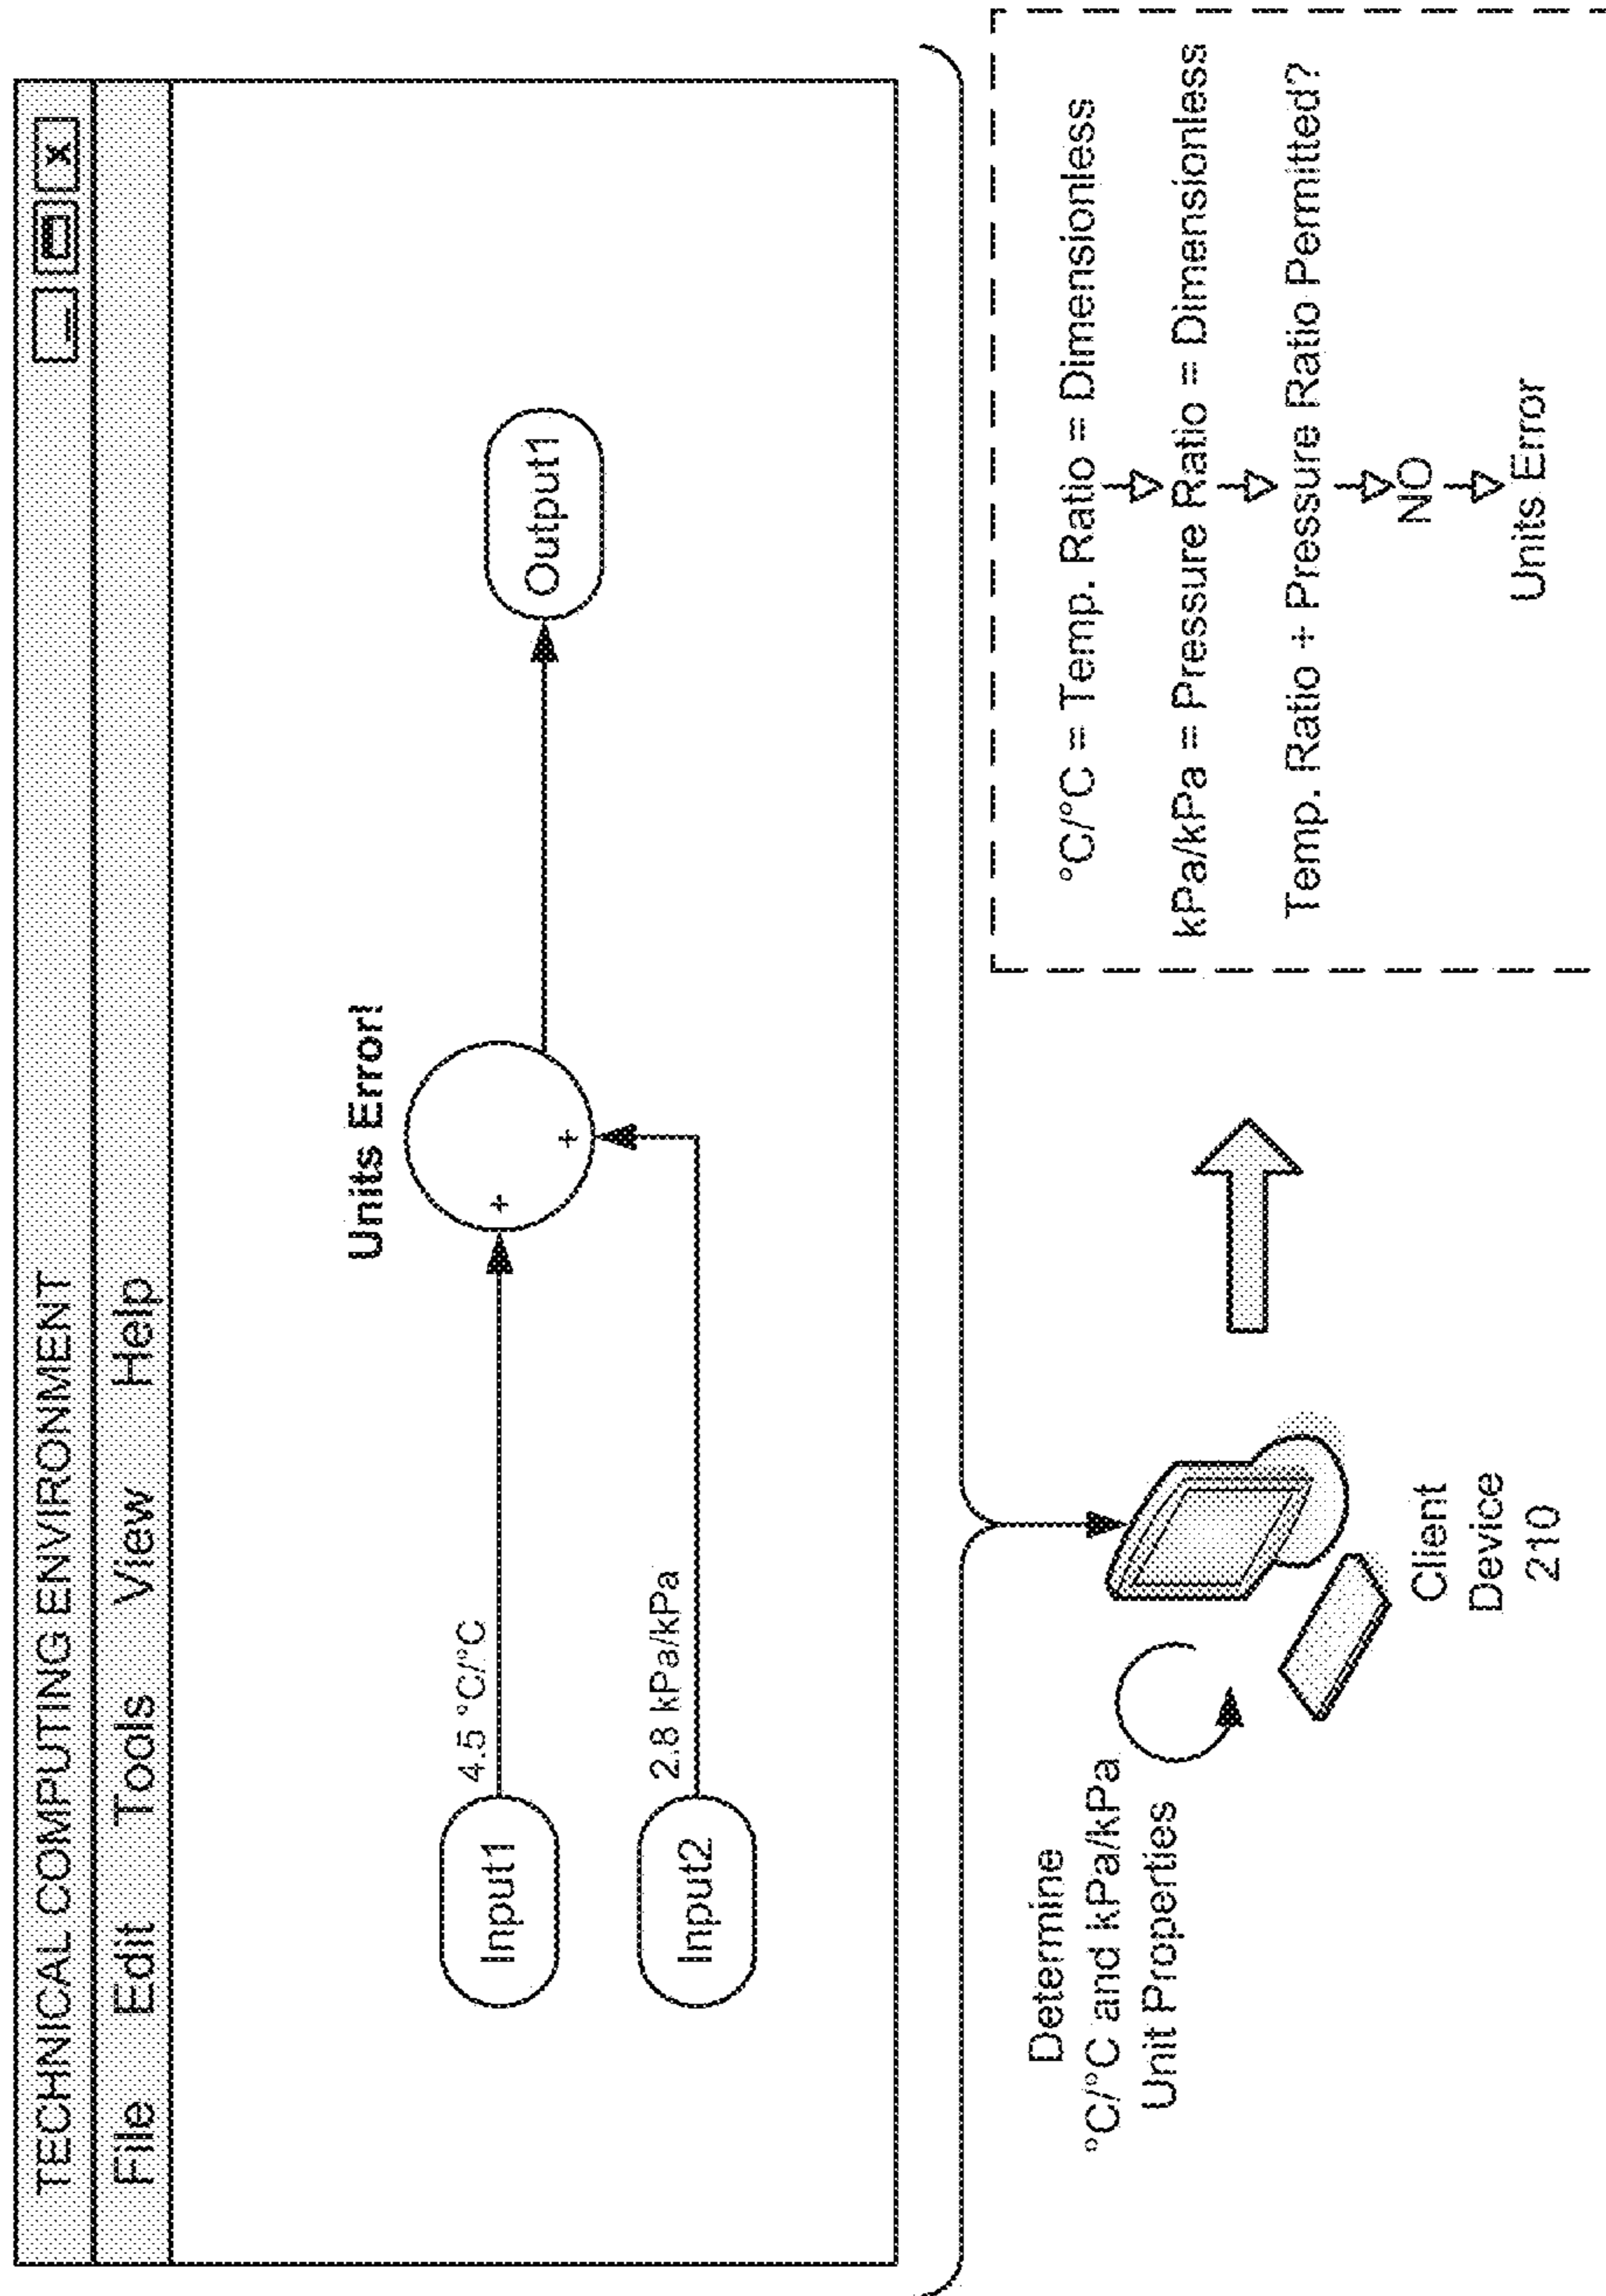 TECHNICAL COMPUTING ENVIRONMENT
_ X
File Edit Tools View Help
Units Error!
Input1
4.5 °C/°C
+
+
Input2
2.8 kPa/kPa
Output1
Determine
°C/°C and kPa/kPa
Unit Properties
Client
Device
210
°C/°C = Temp. Ratio = Dimensionless
kPa/kPa = Pressure Ratio = Dimensionless
Temp. Ratio + Pressure Ratio Permitted?
NO
Units Error